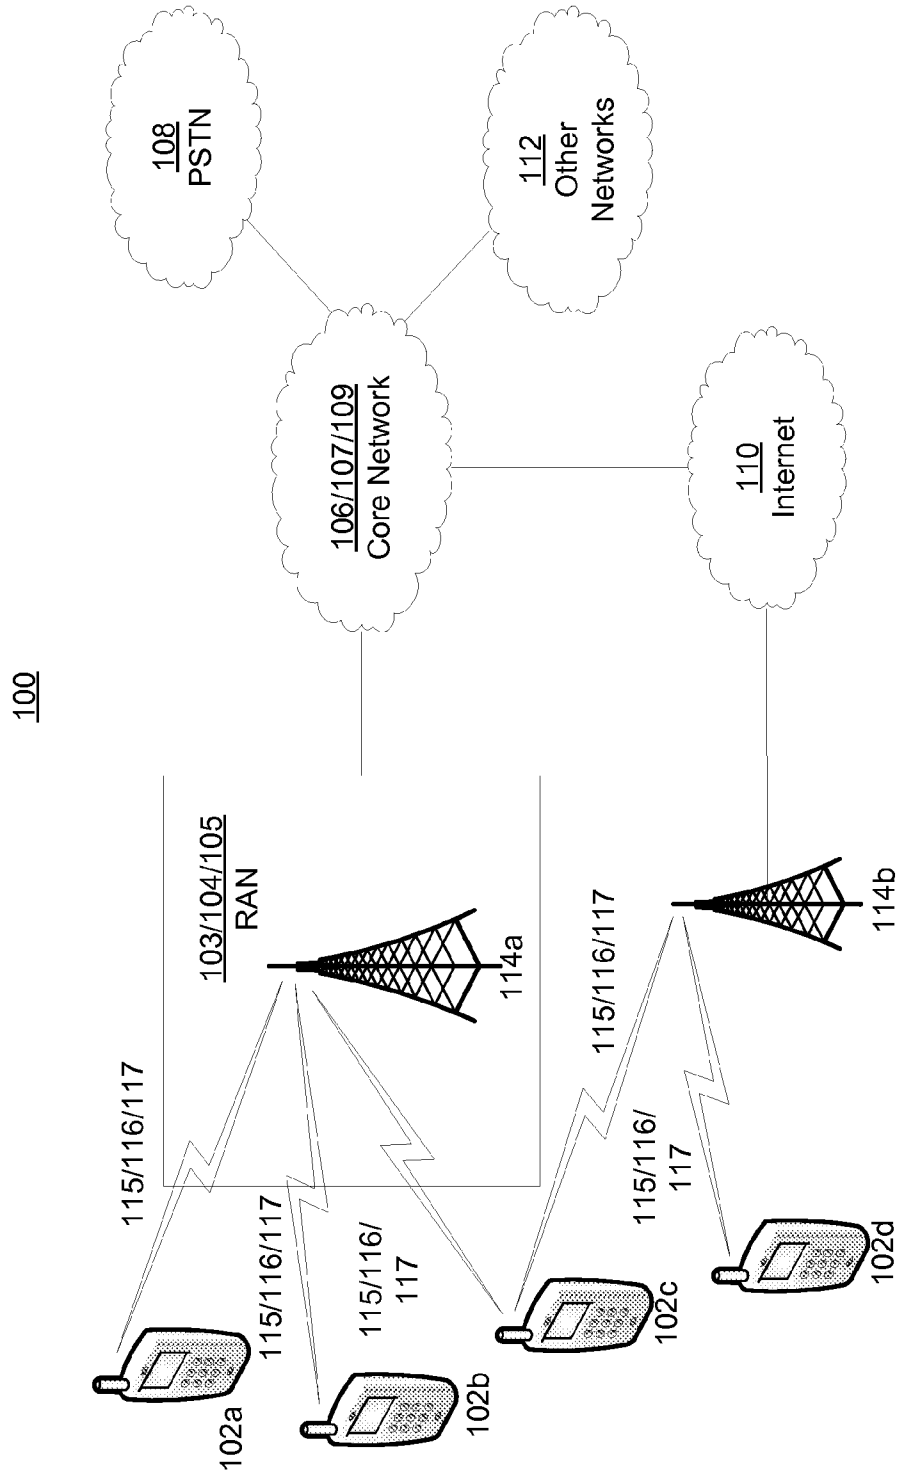 100
108
PSTN
106/107/109
Core Network
112
Other
Networks
110
Internet
103/104/105
RAN
114a
115/116/117
115/116/117
115/116/
117
115/116/117
115/116/
117
114b
102a
102b
102c
102d